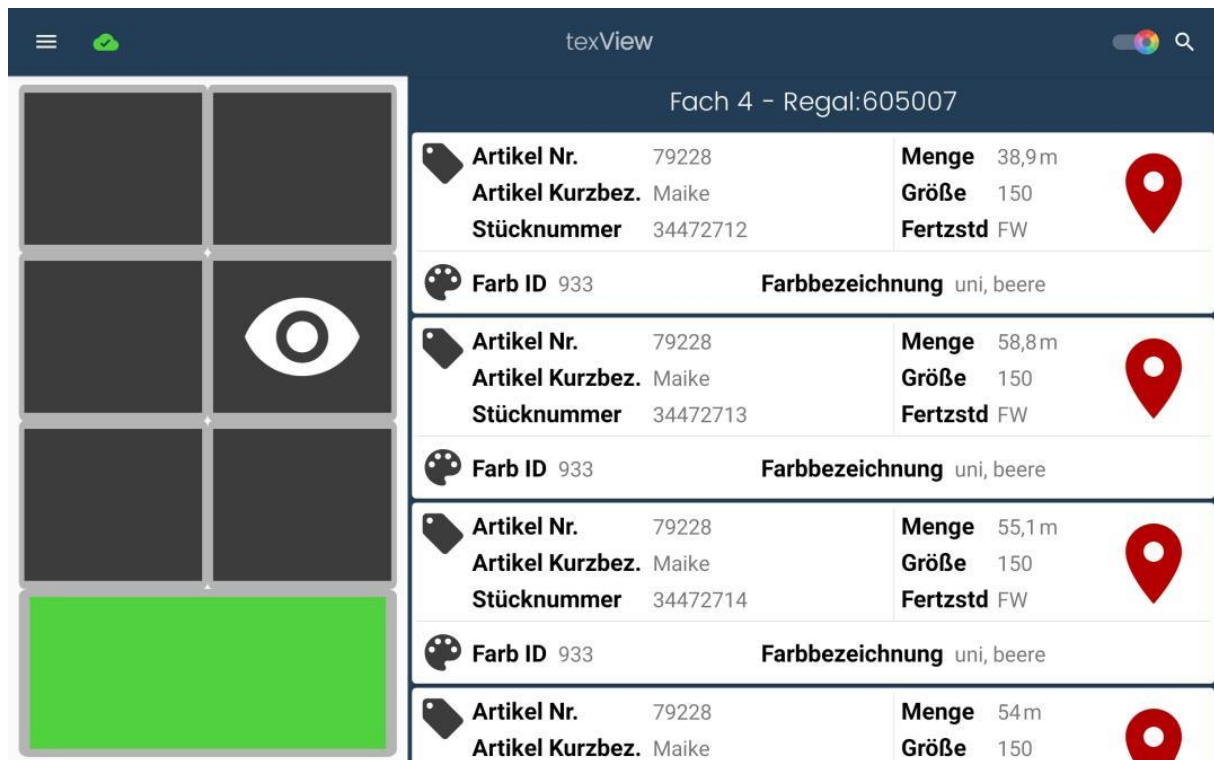 texView
Fach 4 - Regal:605007
Artikel Nr. 79228 Menge 38,9 m
Artikel Kurzbez. Maike Größe 150
Stücknummer 34472712 Fertzstd FW
Farb ID 933 Farbbezeichnung uni, beere
Artikel Nr. 79228 Menge 58,8 m
Artikel Kurzbez. Maike Größe 150
Stücknummer 34472713 Fertzstd FW
Farb ID 933 Farbbezeichnung uni, beere
Artikel Nr. 79228 Menge 55,1 m
Artikel Kurzbez. Maike Größe 150
Stücknummer 34472714 Fertzstd FW
Farb ID 933 Farbbezeichnung uni, beere
Artikel Nr. 79228 Menge 54 m
Artikel Kurzbez. Maike Größe 150